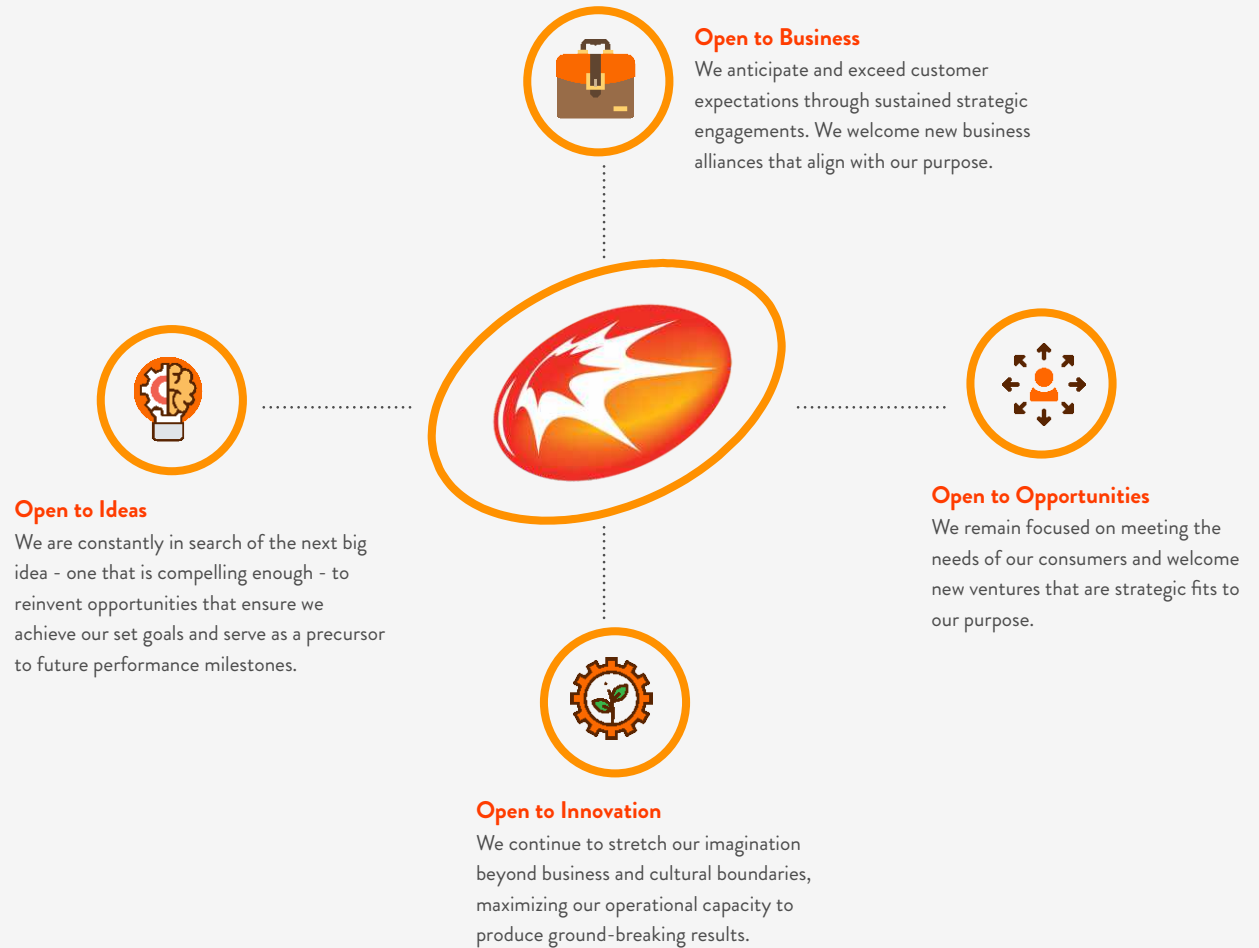 Open to Business
We anticipate and exceed customer
expectations through sustained strategic
engagements. We welcome new business
alliances that align with our purpose.
Open to Ideas
We are constantly in search of the next big
idea - one that is compelling enough - to
reinvent opportunities that ensure we
achieve our set goals and serve as a precursor
to future performance milestones.
Open to Opportunities
We remain focused on meeting the
needs of our consumers and welcome
new ventures that are strategic fits to
our purpose.
Open to Innovation
We continue to stretch our imagination
beyond business and cultural boundaries,
maximizing our operational capacity to
produce ground-breaking results.